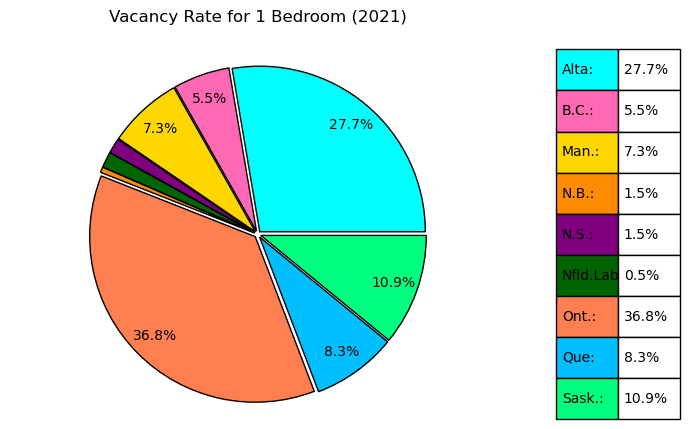 Vacancy Rate for 1 Bedroom (2021)
27.7%
5.5%
7.3%
36.8%
8.3%
10.9%
Alta: 27.7%
B.C.: 5.5%
Man.: 7.3%
N.B.: 1.5%
N.S.: 1.5%
Nfld.Lab 0.5%
Ont.: 36.8%
Que: 8.3%
Sask.: 10.9%